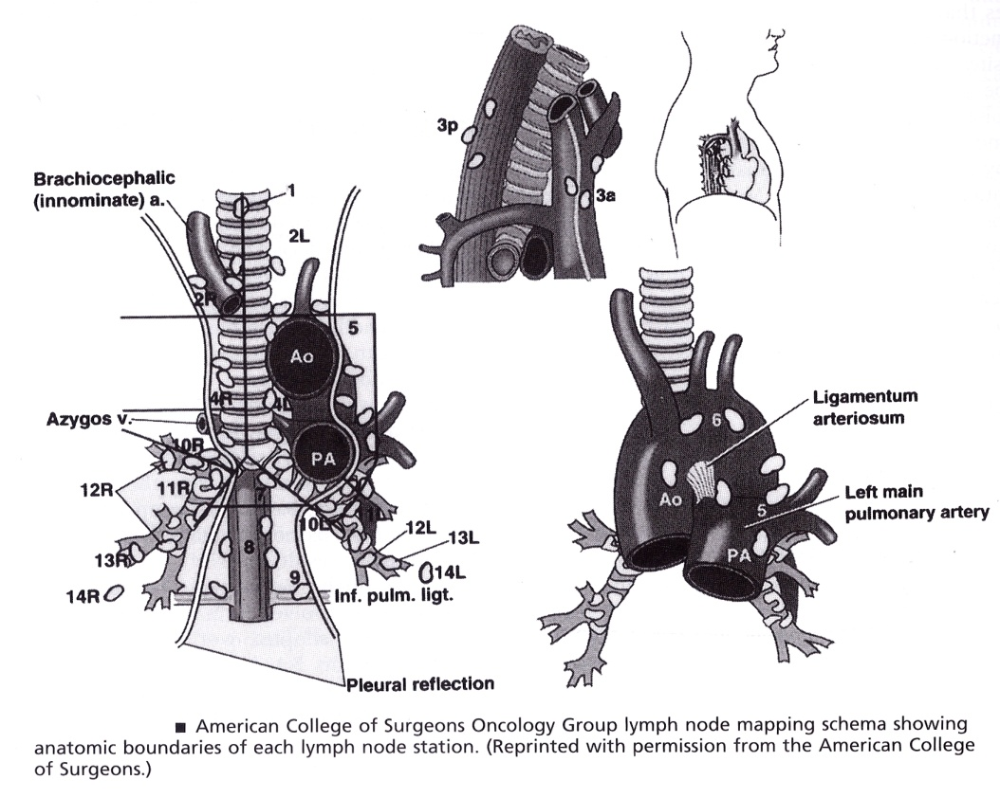 3p
3a
Brachiocephalic
(innominate) a.
1
2L
2R
5
Ao
4R
4L
Azygos v.
10R
PA
12R
11R
7
10L
11L
12L
13L
8
13R
9
14L
14R
Inf. pulm. ligt.
Pleural reflection
6
Ligamentum
arteriosum
Ao
5
Left main
pulmonary artery
PA
■ American College of Surgeons Oncology Group lymph node mapping schema showing
anatomic boundaries of each lymph node station. (Reprinted with permission from the American College
of Surgeons.)